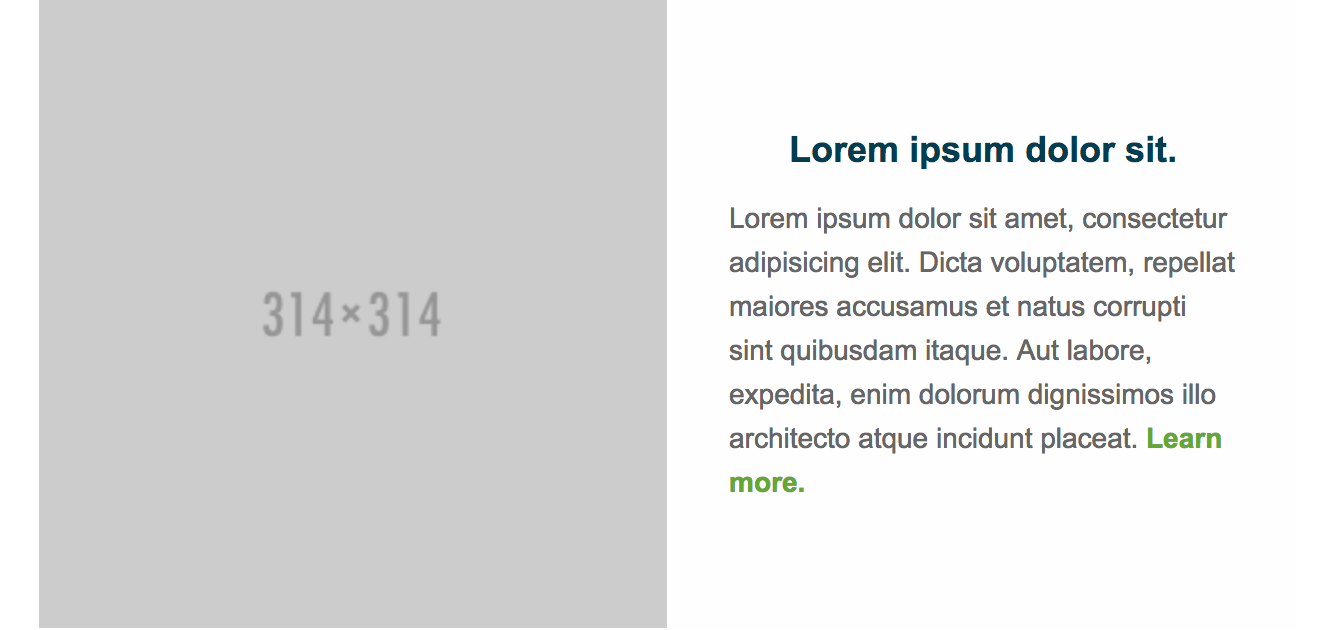 314×314
Lorem ipsum dolor sit.
Lorem ipsum dolor sit amet, consectetur
adipisicing elit. Dicta voluptatem, repellat
maiores accusamus et natus corrupti
sint quibusdam itaque. Aut labore,
expedita, enim dolorum dignissimos illo
architecto atque incidunt placeat. Learn
more.